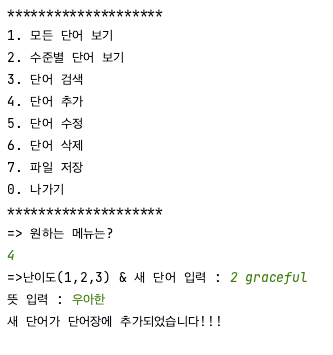 ********************
1. 모든 단어 보기
2. 수준별 단어 보기
3. 단어 검색
4. 단어 추가
5. 단어 수정
6. 단어 삭제
7. 파일 저장
0. 나가기
********************
=> 원하는 메뉴는?
4
=>난이도(1,2,3) & 새 단어 입력 : 2 graceful
뜻 입력 : 우아한
새 단어가 단어장에 추가되었습니다!!!